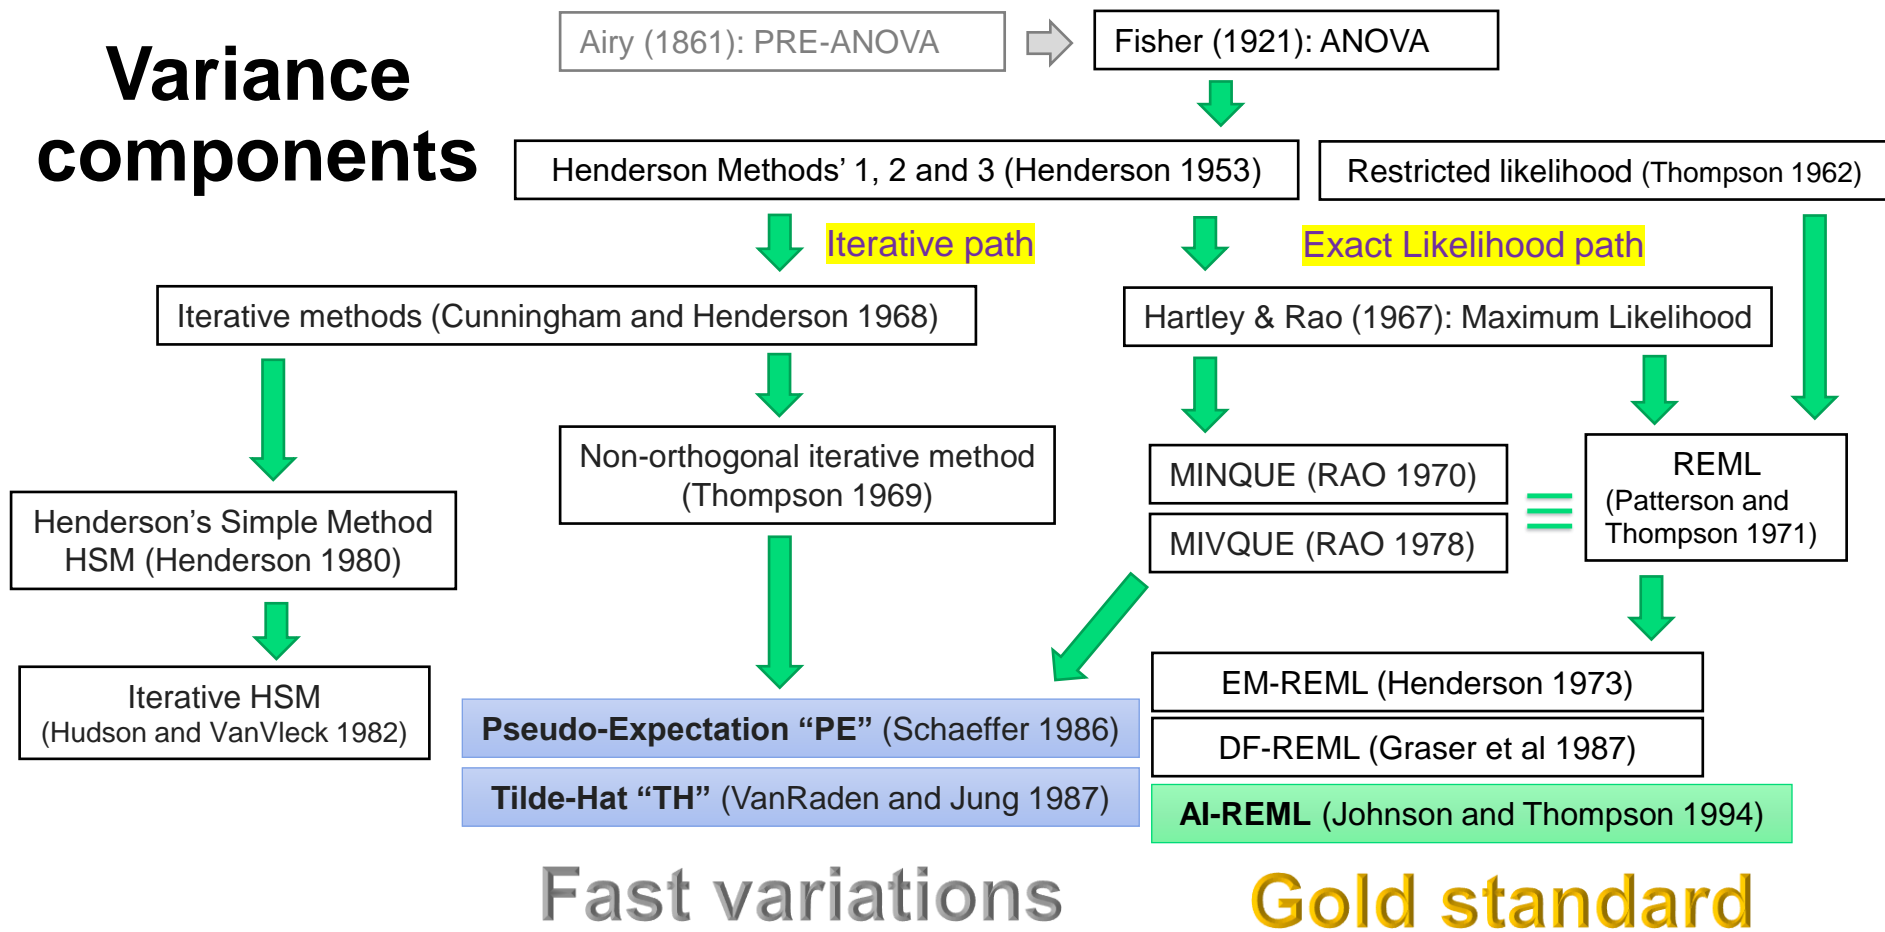 Variance
components
Airy (1861): PRE-ANOVA
Fisher (1921): ANOVA
Henderson Methods’ 1, 2 and 3 (Henderson 1953)
Restricted likelihood (Thompson 1962)
Iterative path
Exact Likelihood path
Iterative methods (Cunningham and Henderson 1968)
Hartley & Rao (1967): Maximum Likelihood
Non-orthogonal iterative method
(Thompson 1969)
MINQUE (RAO 1970)
MIVQUE (RAO 1978)
REML
(Patterson and
Thompson 1971)
Henderson’s Simple Method
HSM (Henderson 1980)
Iterative HSM
(Hudson and VanVleck 1982)
Pseudo-Expectation “PE” (Schaeffer 1986)
Tilde-Hat “TH” (VanRaden and Jung 1987)
EM-REML (Henderson 1973)
DF-REML (Graser et al 1987)
AI-REML (Johnson and Thompson 1994)
Fast variations
Gold standard